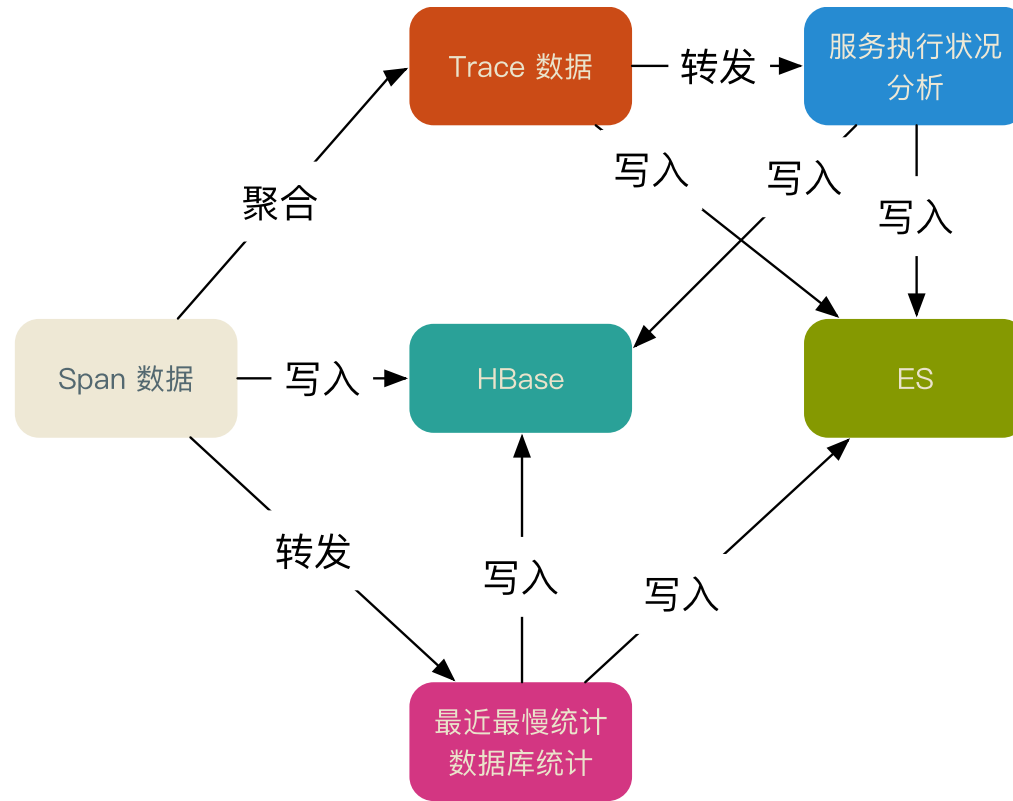 Trace 数据
转发
服务执行状况
分析
写入
写入
写入
聚合
Span 数据
写入
HBase
ES
转发
写入
写入
最近最慢统计
数据库统计